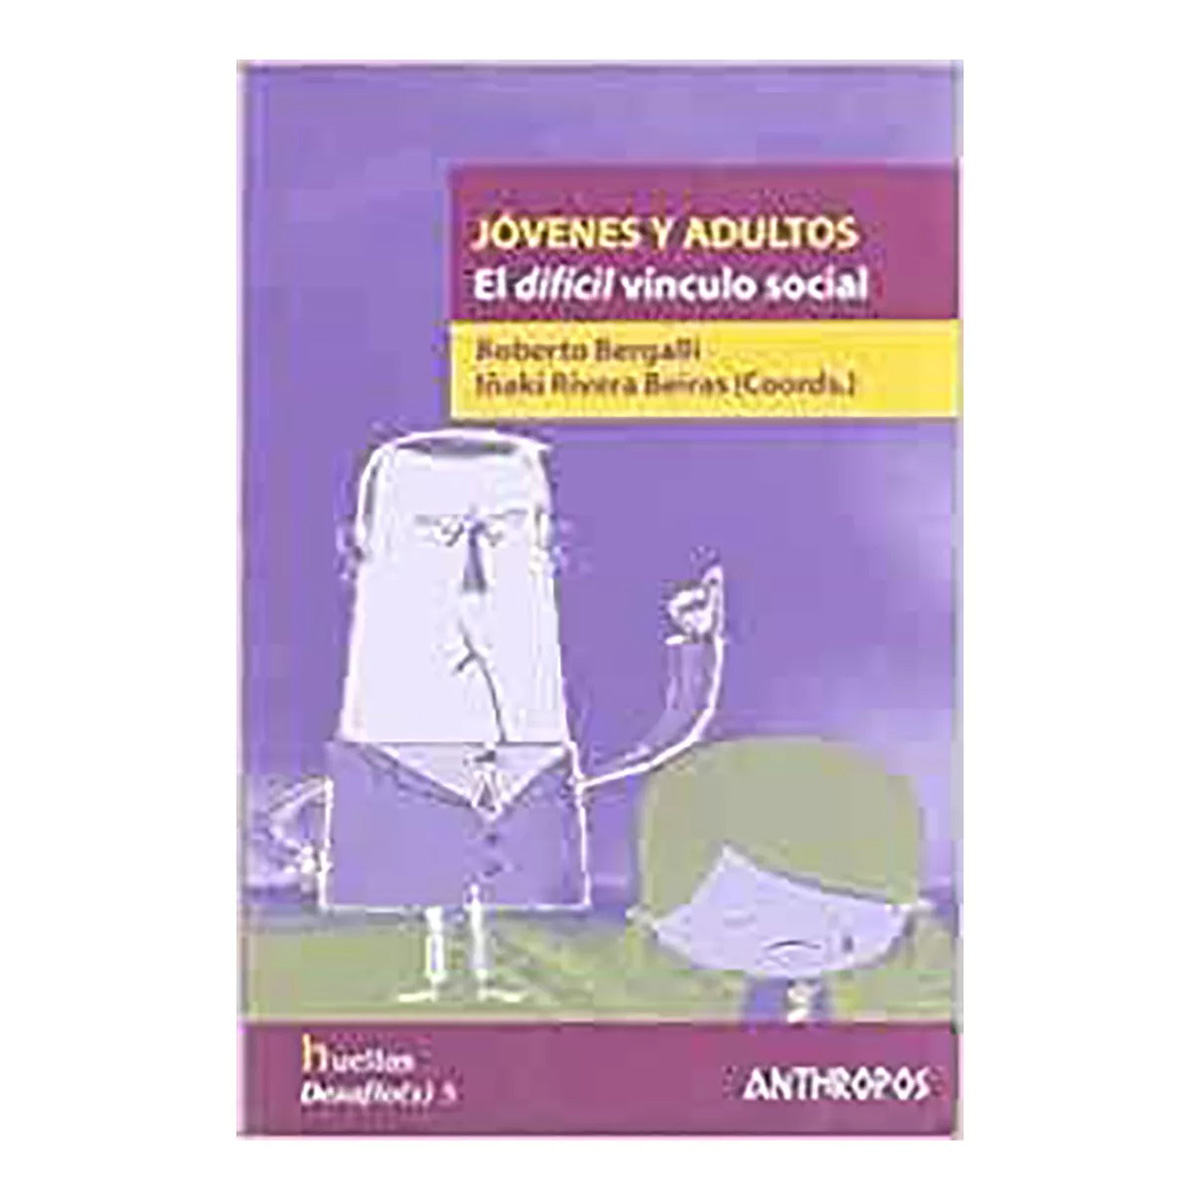 JÓVENES Y ADULTOS
El difícil vínculo social
Roberto Bergalli
Iñaki Rivera Beiras (Coords.)
huellas
Desafío(s) 5
ANTHROPOS